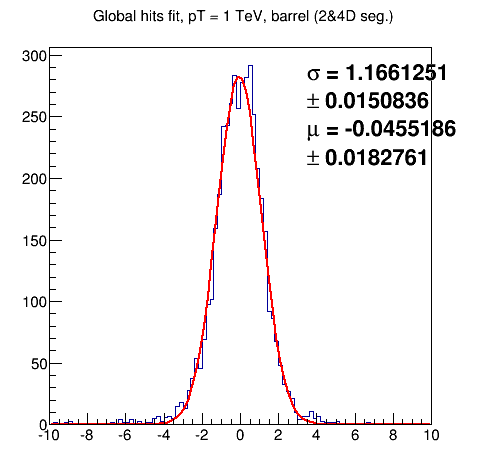 Global hits fit, pT = 1 TeV, barrel (2&4D seg.)
σ = 1.1661251
± 0.0150836
μ = -0.0455186
± 0.0182761
300
250
200
150
100
50
0
-10 -8 -6 -4 -2 0 2 4 6 8 10